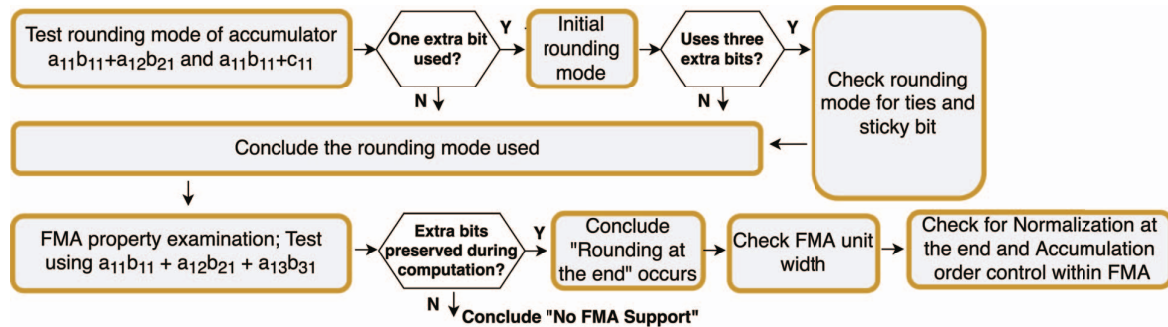 Test rounding mode of accumulator
a₁₁b₁₁+a₁₂b₂₁ and a₁₁b₁₁+c₁₁
One extra bit
used?
Y
N
Initial
rounding
mode
Uses three
extra bits?
Y
N
Check rounding
mode for ties and
sticky bit
Conclude the rounding mode used
FMA property examination; Test
using a₁₁b₁₁ + a₁₂b₂₁ + a₁₃b₃₁
Extra bits
preserved during
computation?
Y
N
Conclude "No FMA Support"
Conclude
"Rounding at
the end" occurs
Check FMA unit
width
Check for Normalization at
the end and Accumulation
order control within FMA